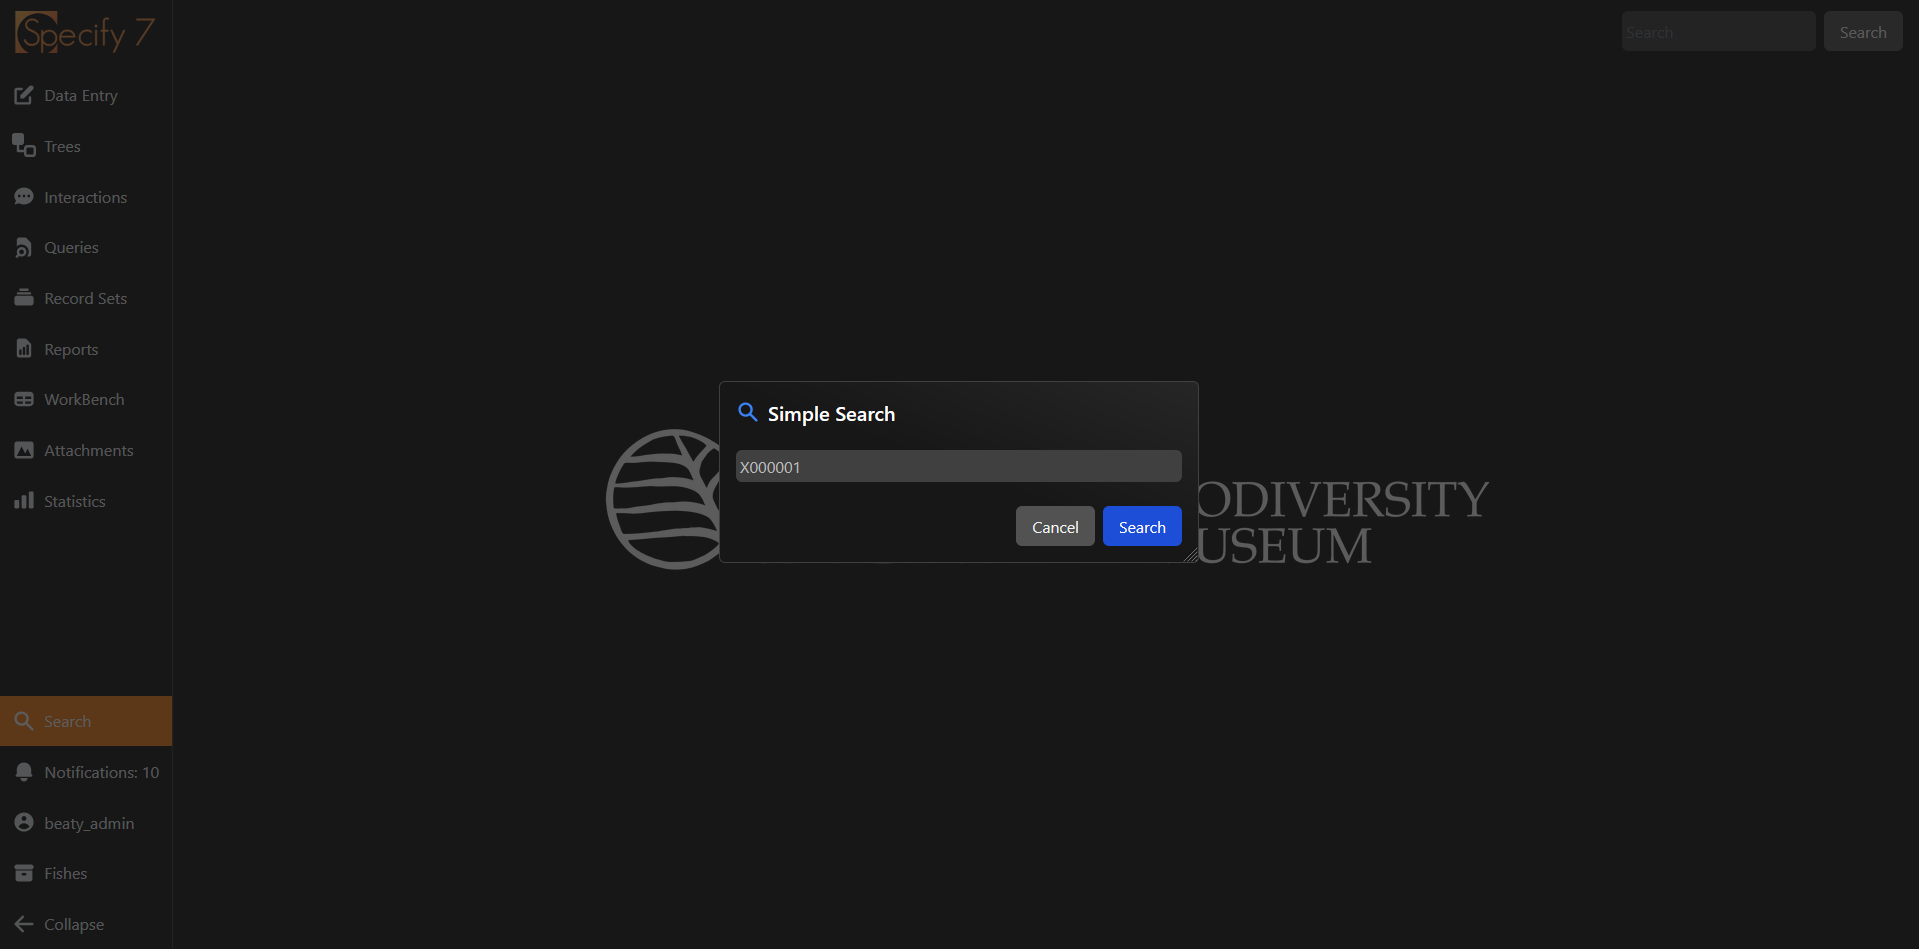 Specify 7
Search
Search
Data Entry
Trees
Interactions
Queries
Record Sets
Reports
WorkBench
Attachments
Statistics
Simple Search
X000001
Cancel
Search
ODIVERSITY
USEUM
Search
Notifications: 10
beaty_admin
Fishes
Collapse